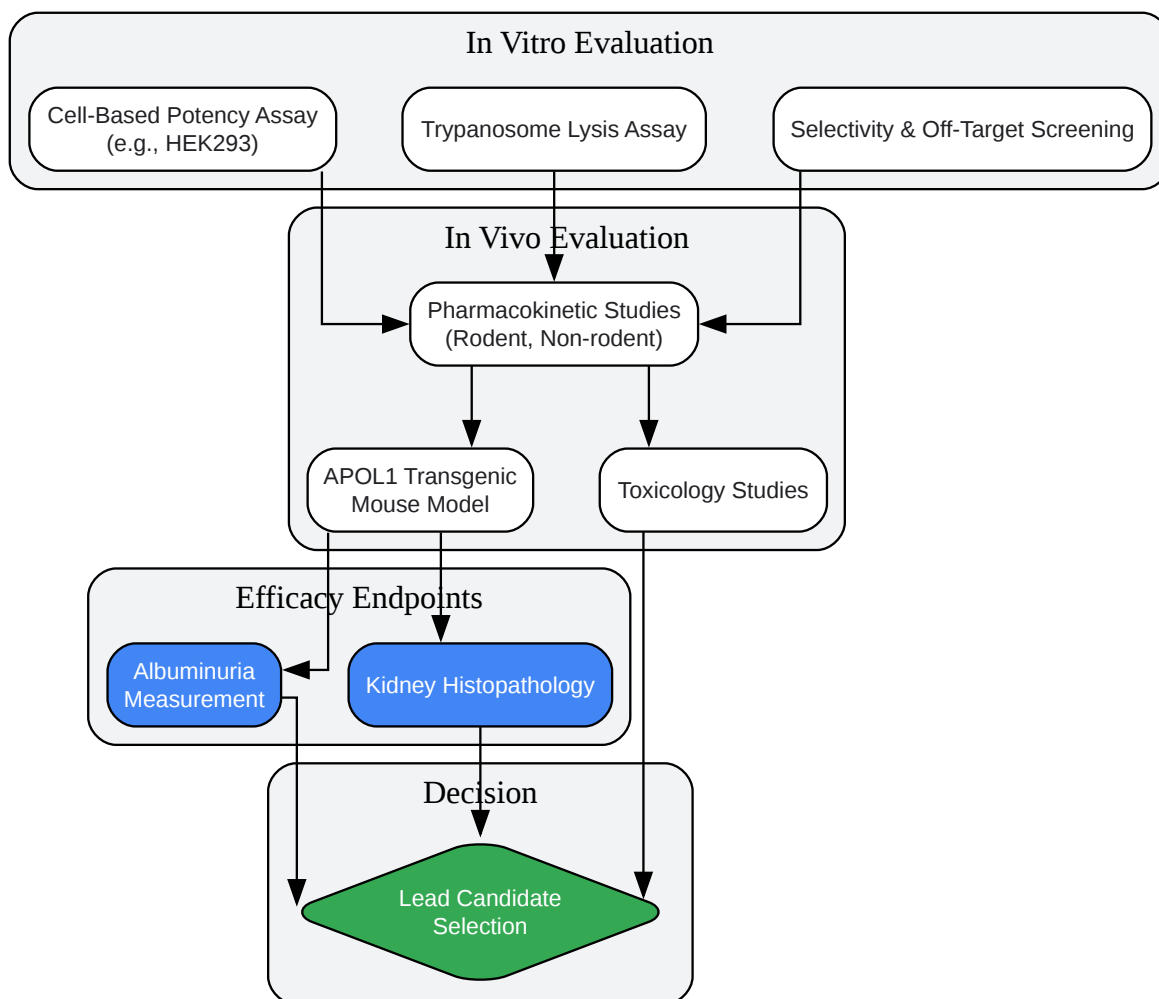 In Vitro Evaluation
Cell-Based Potency Assay
(e.g., HEK293)
Trypanosome Lysis Assay
Selectivity & Off-Target Screening
In Vivo Evaluation
Pharmacokinetic Studies
(Rodent, Non-rodent)
APOL1 Transgenic
Mouse Model
Toxicology Studies
Efficacy Endpoints
Albuminuria
Measurement
Kidney Histopathology
Decision
Lead Candidate
Selection